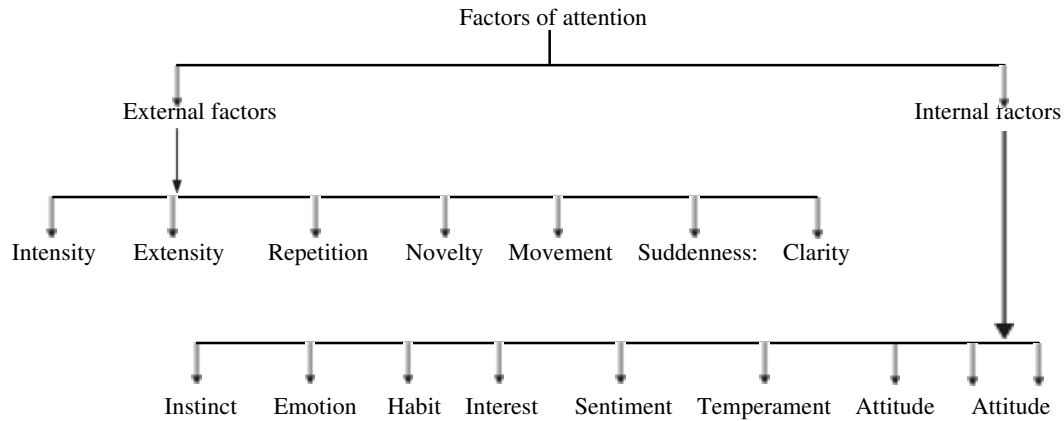 Factors of attention
External factors Internal factors
Intensity Extensity Repetition Novelty Movement Suddenness: Clarity
Instinct Emotion Habit Interest Sentiment Temperament Attitude Attitude